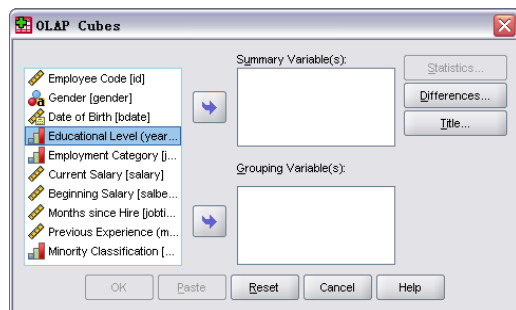 OLAP Cubes
Employee Code [id]
Gender [gender]
Date of Birth [bdate]
Educational Level (year...
Employment Category [j...
Current Salary [salary]
Beginning Salary [salbe...
Months since Hire [jobti...
Previous Experience (m...
Minority Classification [...
Summary Variable(s):
Grouping Variable(s):
Statistics...
Differences...
Title...
OK
Paste
Reset
Cancel
Help